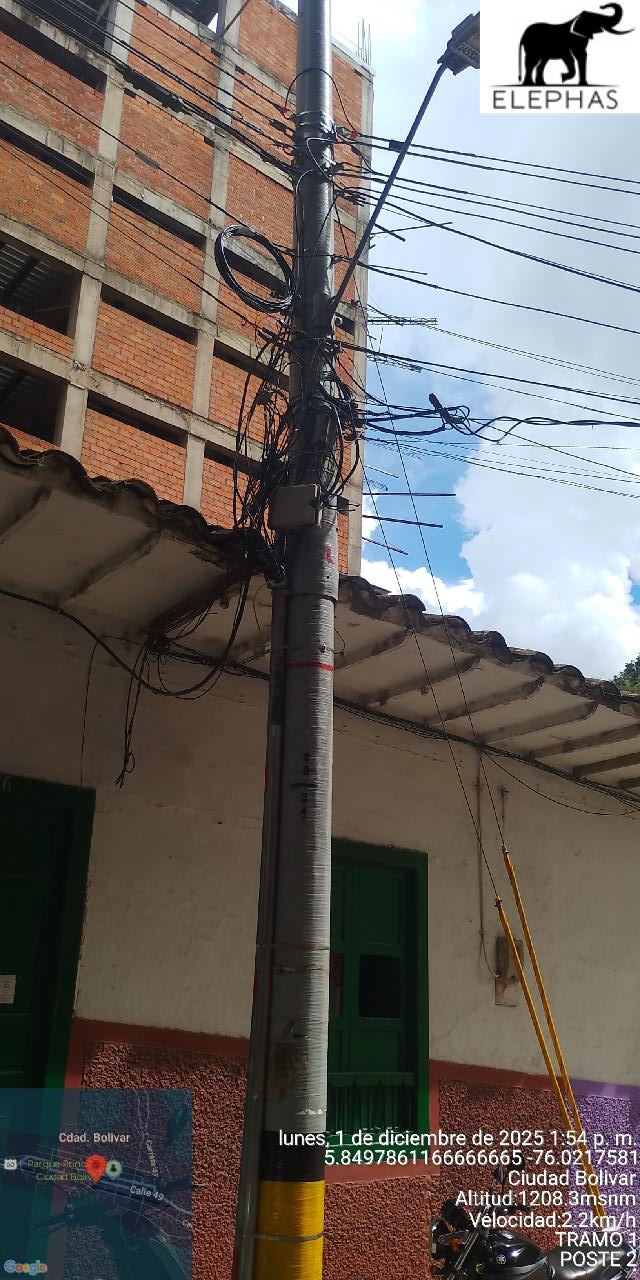 ELEPHAS
Cdad. Bolivar
60
Calle 49
Google
lunes, 1 de diciembre de 2025 1:54 p. m.
5.8497861166666665 -76.0217581
Ciudad Bolivar
Altitud:1208.3msnm
Velocidad:2.2km/h
TRAMO 1
POSTE 2